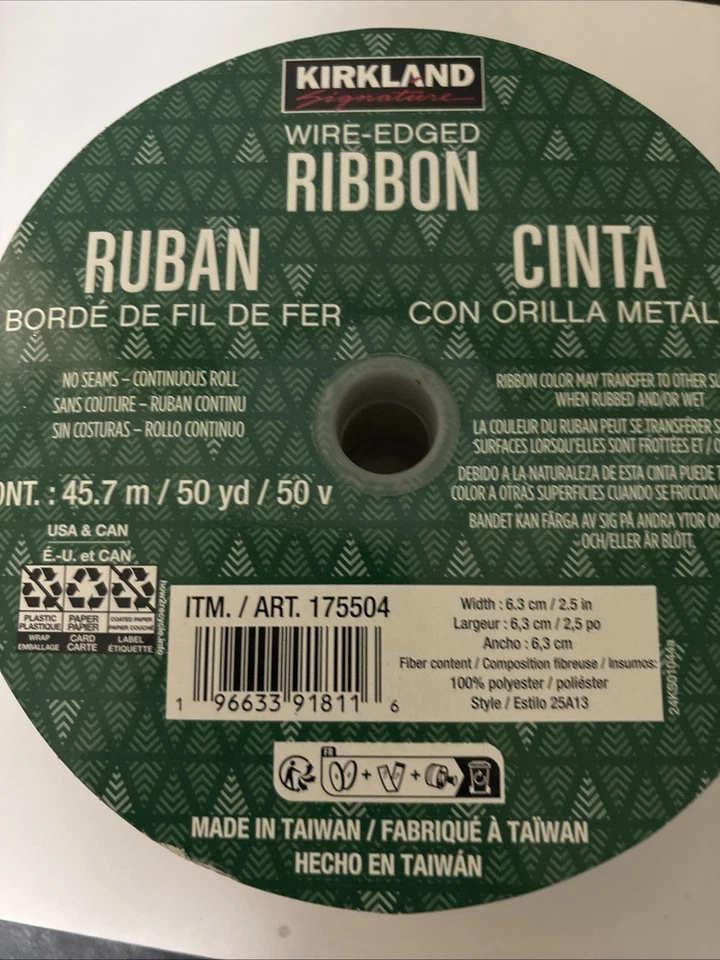 KIRKLAND
Signature
WIRE-EDGED
RIBBON
RUBAN
BORDÉ DE FIL DE FER
CINTA
CON ORILLA METÁL
NO SEAMS – CONTINUOUS ROLL
SANS COUTURE – RUBAN CONTINU
SIN COSTURAS – ROLLO CONTINUO
RIBBON COLOR MAY TRANSFER TO OTHER
WHEN RUBBED AND/OR WET
LA COULEUR DU RUBAN PEUT SE TRANSFÉRER
SURFACES LORSQU'ELLES SONT FROTTÉES ET /
DEBIDO A LA NATURALEZA DE ESTA CINTA PUEDE
COLOR A OTRAS SUPERFICIES CUANDO SE FRICCION
BANDET KAN FÄRGA AV SIG PÅ ANDRA YTOR
OCH/ELLER ÄR BLÖTT.
ONT. : 45.7 m / 50 yd / 50 v
USA & CAN
É.-U. et CAN
PLASTIC
PLASTIQUE
WRAP
EMBALLAGE
PAPER
PAPIER
CARD
CARTE
COATED PAPER
PAPIER COUCHÉ
LABEL
ÉTIQUETTE
how2recycle.info
ITM. / ART. 175504
1 96633 91811 6
Width : 6.3 cm / 2.5 in
Largeur : 6,3 cm / 2,5 po
Ancho : 6,3 cm
Fiber content / Composition fibreuse / Insumos:
100% polyester / poliéster
Style / Estilo 25A13
FR
MADE IN TAIWAN / FABRIQUÉ À TAÏWAN
HECHO EN TAIWÁN